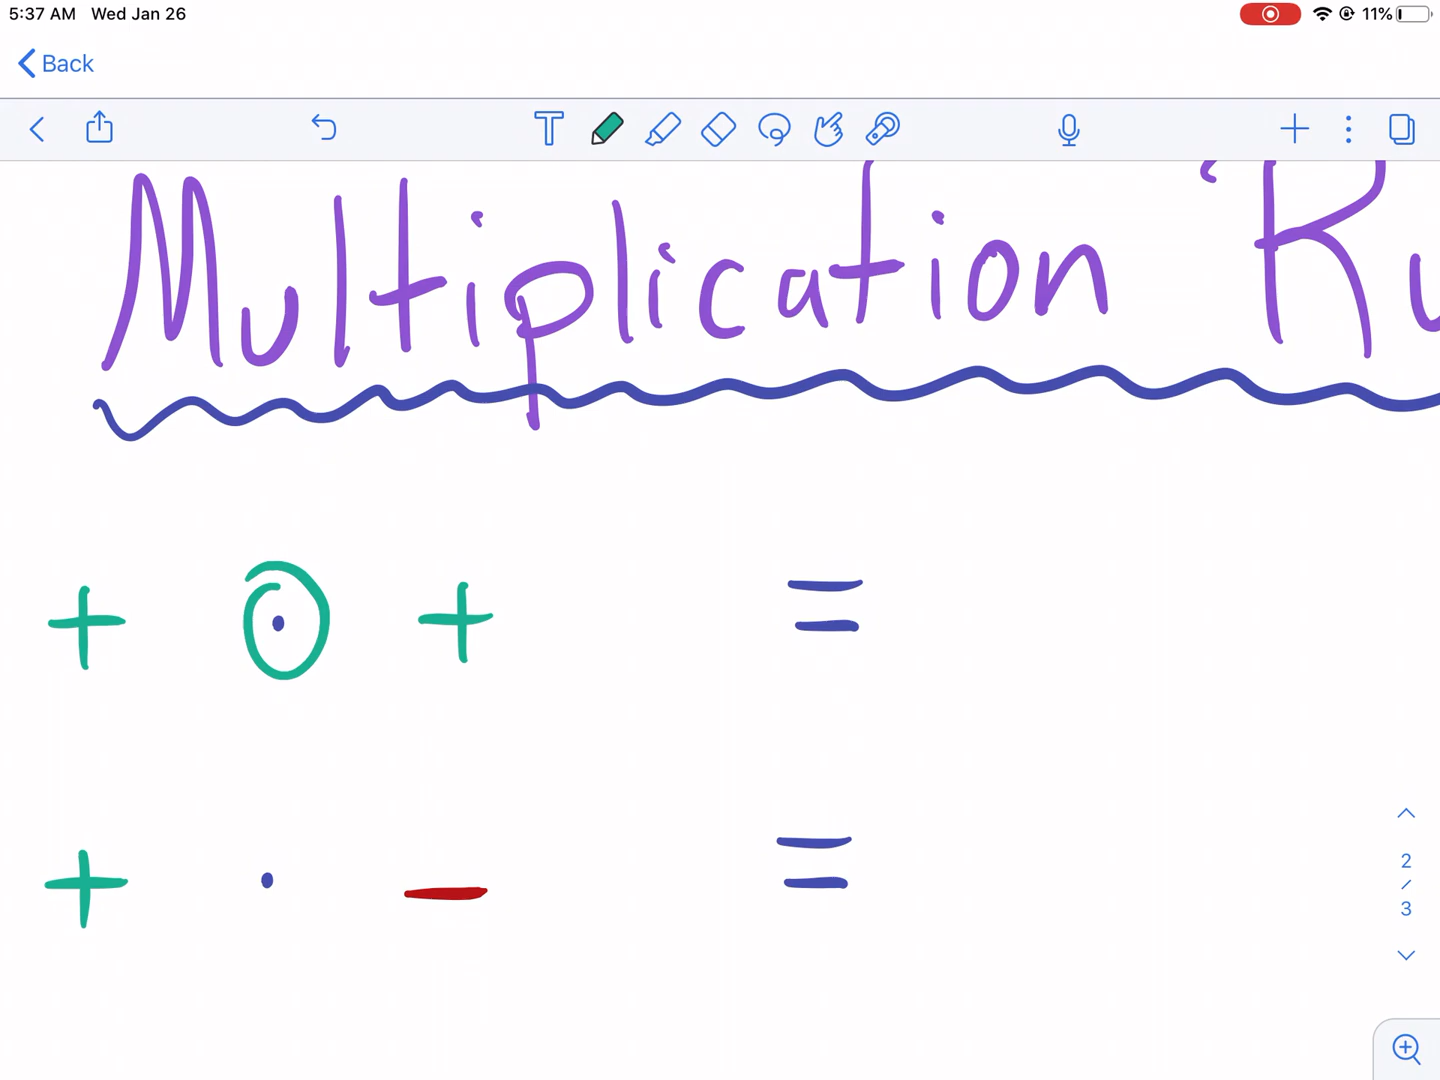 5:37 AM Wed Jan 26 11%
Back
Multiplication Ru
+ · + =
+ · − =
2
/
3